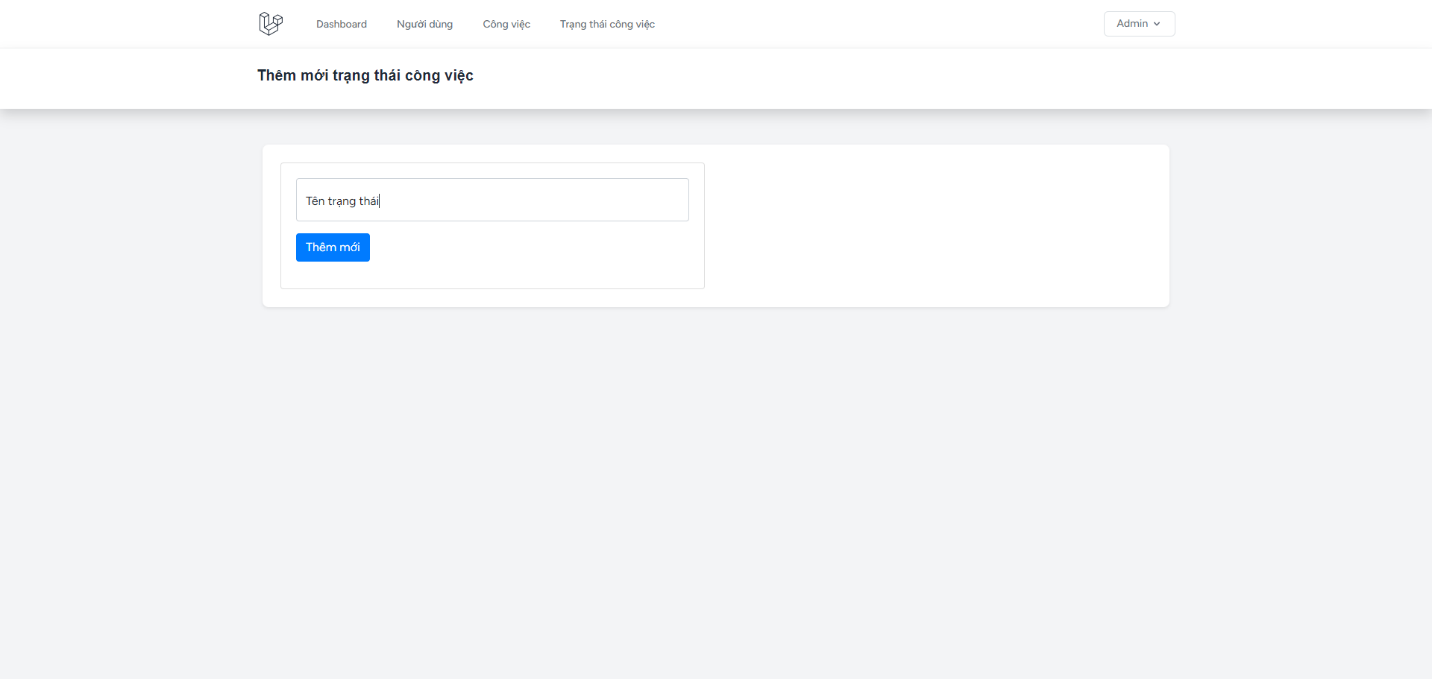 Dashboard Người dùng Công việc Trạng thái công việc Admin
Thêm mới trạng thái công việc
Tên trạng thái
Thêm mới